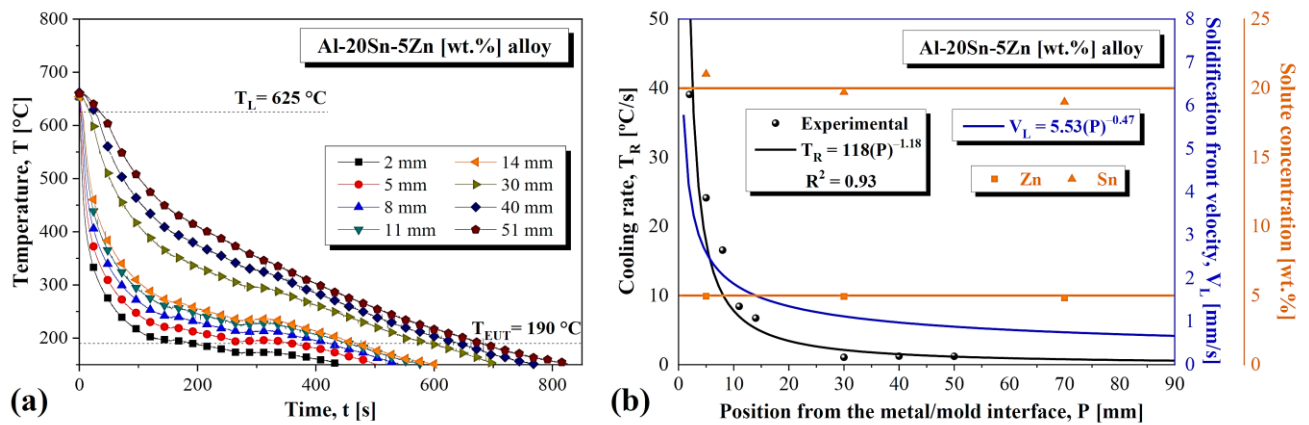 Al-20Sn-5Zn [wt.%] alloy
T_L = 625 °C
2 mm
5 mm
8 mm
11 mm
14 mm
30 mm
40 mm
51 mm
T_EUT = 190 °C
800
700
600
500
400
300
200
0
200
400
600
800
Temperature, T [°C]
Time, t [s]
(a)
Al-20Sn-5Zn [wt.%] alloy
Experimental
T_R = 118(P)^−1.18
R^2 = 0.93
V_L = 5.53(P)^−0.47
Zn
Sn
50
40
30
20
10
0
Cooling rate, T_R [°C/s]
0
10
20
30
40
50
60
70
80
90
Position from the metal/mold interface, P [mm]
8
7
6
5
4
3
2
1
0
Solidification front velocity, V_L [mm/s]
25
20
15
10
5
0
Solute concentration [wt.%]
(b)